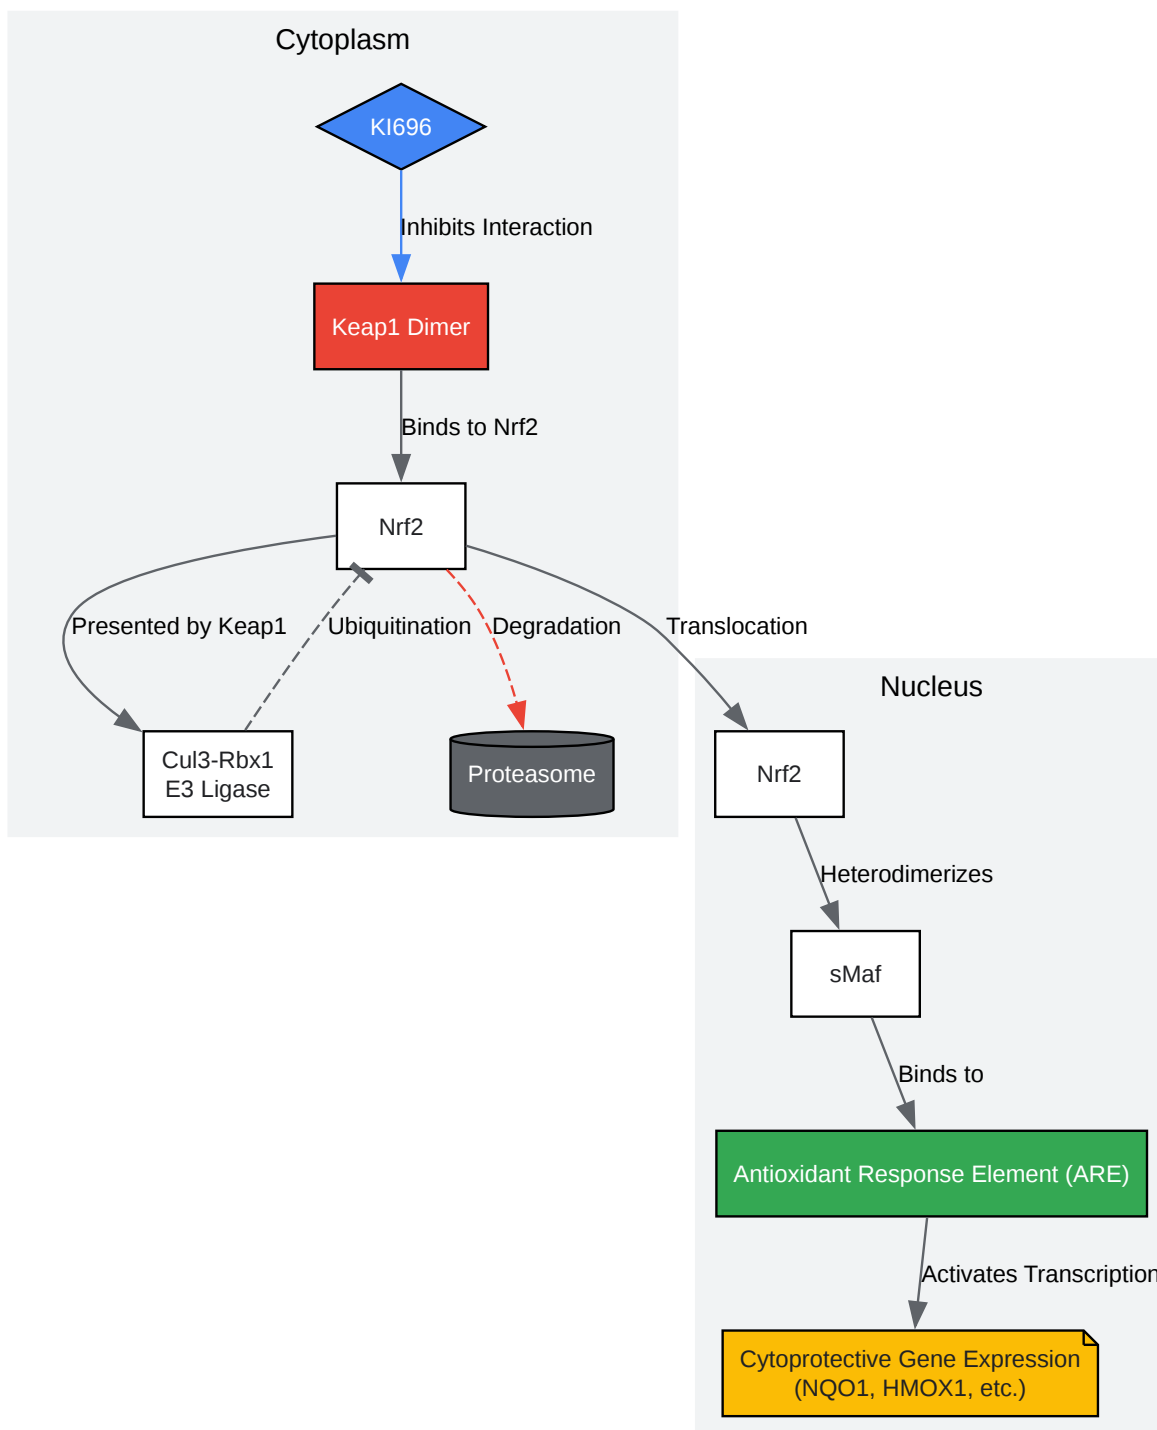 Cytoplasm
KI696
Inhibits Interaction
Keap1 Dimer
Binds to Nrf2
Nrf2
Presented by Keap1
Ubiquitination
Degradation
Translocation
Cul3-Rbx1
E3 Ligase
Proteasome
Nucleus
Nrf2
Heterodimerizes
sMaf
Binds to
Antioxidant Response Element (ARE)
Activates Transcription
Cytoprotective Gene Expression
(NQO1, HMOX1, etc.)